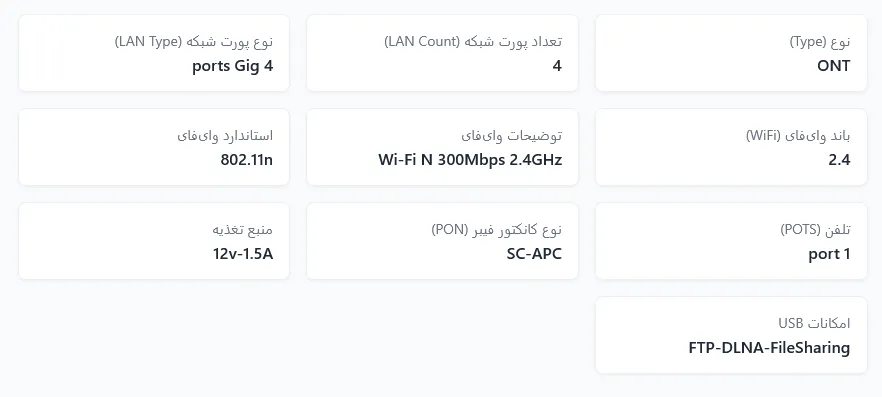 نوع (Type)
ONT
تعداد پورت شبکه (LAN Count)
4
نوع پورت شبکه (LAN Type)
ports Gig 4
باند وای‌فای (WiFi)
2.4
توضیحات وای‌فای
Wi-Fi N 300Mbps 2.4GHz
استاندارد وای‌فای
802.11n
تلفن (POTS)
port 1
نوع کانکتور فیبر (PON)
SC-APC
منبع تغذیه
12v-1.5A
امکانات USB
FTP-DLNA-FileSharing